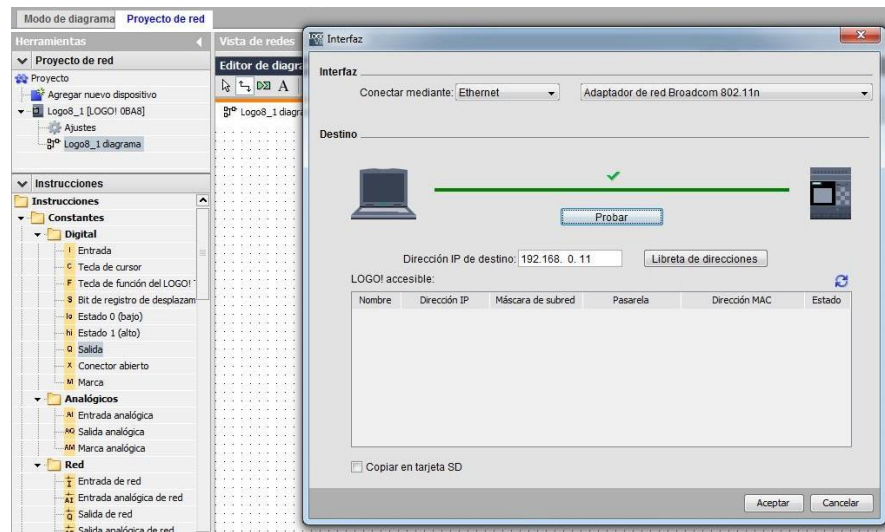 Modo de diagrama Proyecto de red
Herramientas
Proyecto de red
Proyecto
Agregar nuevo dispositivo
Logo8_1 [LOGO! 0BA8]
Ajustes
Logo8_1 diagrama
Instrucciones
Instrucciones
Constantes
Digital
I Entrada
C Tecla de cursor
F Tecla de función del LOGO!
S Bit de registro de desplazam
lo Estado 0 (bajo)
hi Estado 1 (alto)
Q Salida
X Conector abierto
M Marca
Analógicos
AI Entrada analógica
AQ Salida analógica
AM Marca analógica
Red
I Entrada de red
AI Entrada analógica de red
Q Salida de red
Salida analógica de red
Vista de redes
Editor de diagra
A
Logo8_1 diagra
Interfaz
Interfaz
Conectar mediante: Ethernet Adaptador de red Broadcom 802.11n
Destino
Probar
Dirección IP de destino: 192.168. 0. 11 Libreta de direcciones
LOGO! accesible:
Nombre Dirección IP Máscara de subred Pasarela Dirección MAC Estado
Copiar en tarjeta SD
Aceptar Cancelar